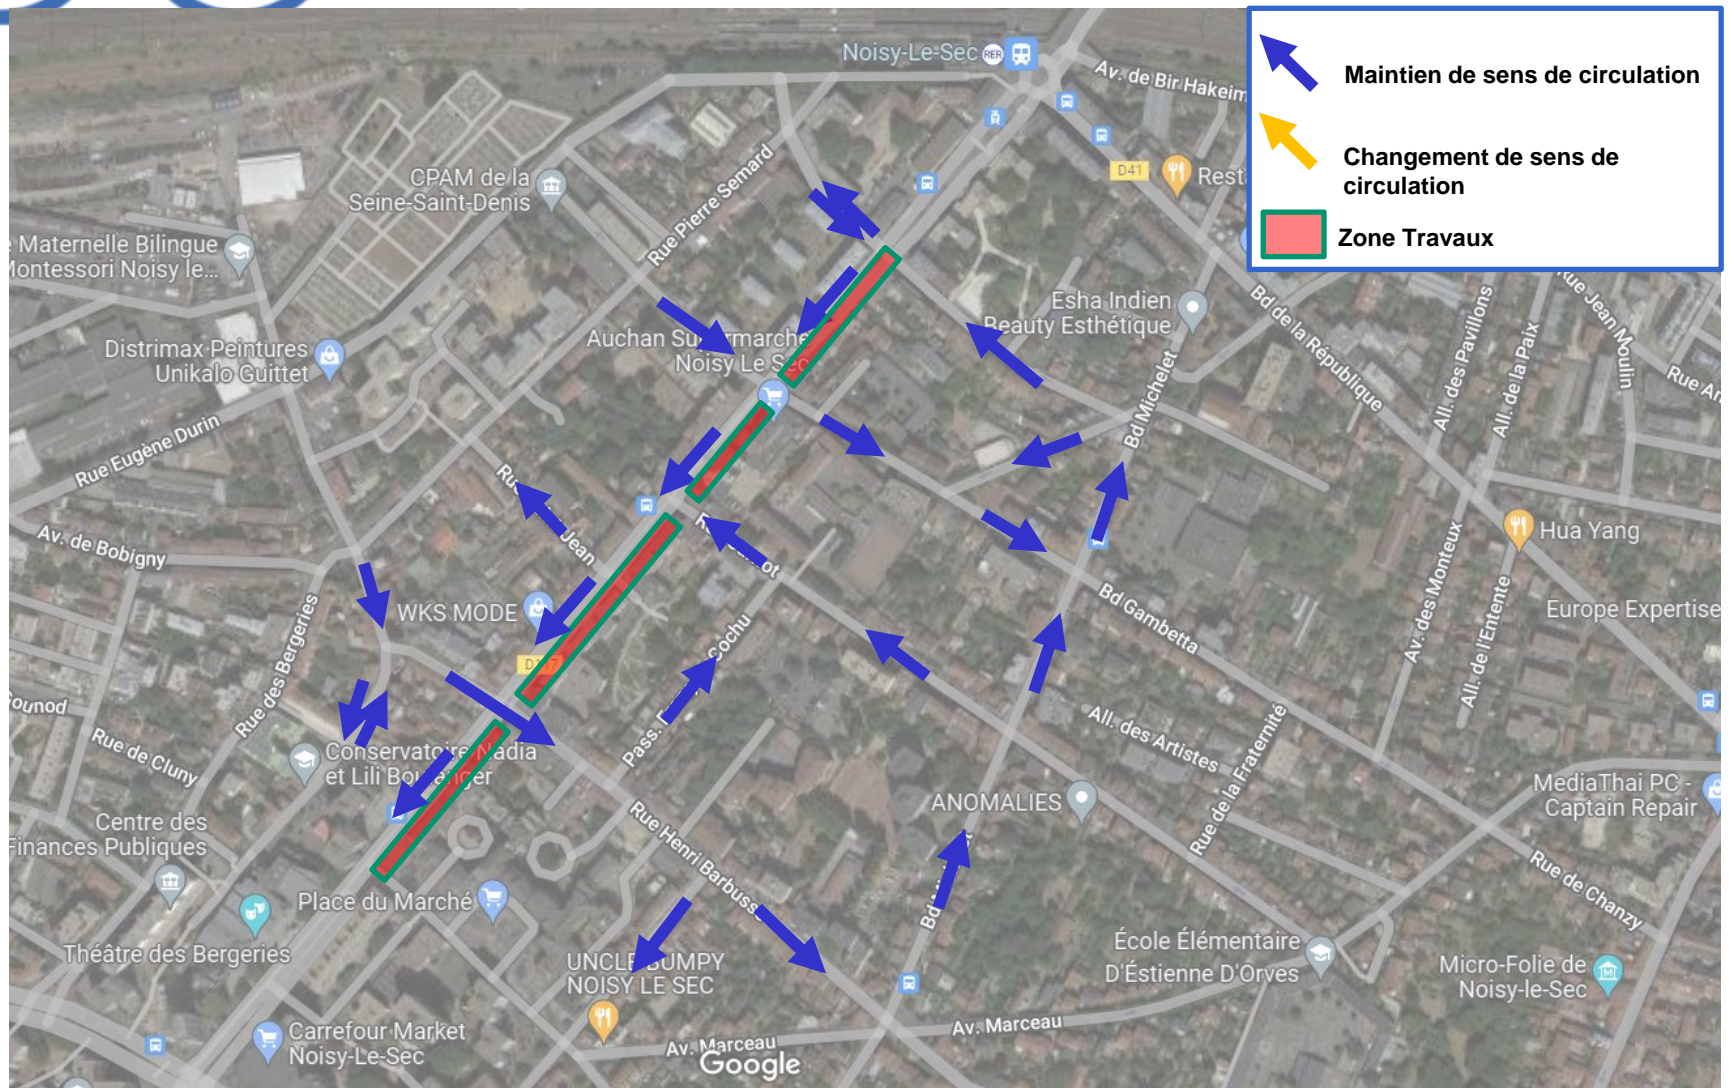 Noisy-Le-Sec
RER
Av. de Bir Hakeim
Maintien de sens de circulation
Changement de sens de
circulation
Zone Travaux
D41
CPAM de la
Seine-Saint-Denis
Rue Pierre Semard
Maternelle Bilingue
Montessori Noisy le...
Esha Indien
Beauty Esthétique
Bd de la République
Rue Jean Moulin
All. des Pavillons
All. de la Paix
Distrimax Peintures
Unikalo Guittet
Auchan
Noisy Le Sec
Bd Michelet
Rue Eugène Durin
Jean
Hua Yang
Av. de Bobigny
Av. des Monteux
All. de l'Entente
WKS MODE
Bd Gambetta
Europe Expertise
Rue des Bergeries
Cochu
Pass.
All. des Artistes
Rue de la Fraternité
Rue de Cluny
Conservatoire Nadia
et Lili Boulanger
MediaThai PC -
Captain Repair
ANOMALIES
Centre des
Finances Publiques
Rue Henri Barbusse
Rue de Chanzy
Place du Marché
Bd
Théâtre des Bergeries
UNCLE BUMPY
NOISY LE SEC
École Élémentaire
D'Éstienne D'Orves
Micro-Folie de
Noisy-le-Sec
Carrefour Market
Noisy-Le-Sec
Av. Marceau
Av. Marceau
Google